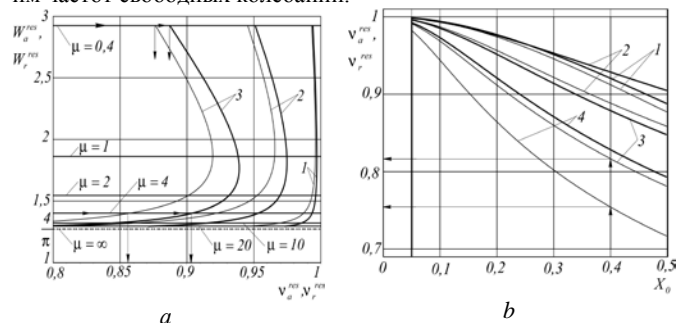 им частот свободных колебаний.
W_a^res,
W_r^res
3
μ = 0,4
2,5
3
2
2
μ = 1
1
1,5
μ = 2
μ = 4
4
π
μ = ∞
μ = 20
μ = 10
1
0,8 0,85 0,9 0,95 1
ν_a^res, ν_r^res
a
ν_a^res,
ν_r^res
1
2
1
0,9
4
3
0,8
0,7
0 0,1 0,2 0,3 0,4 0,5
X_0
b